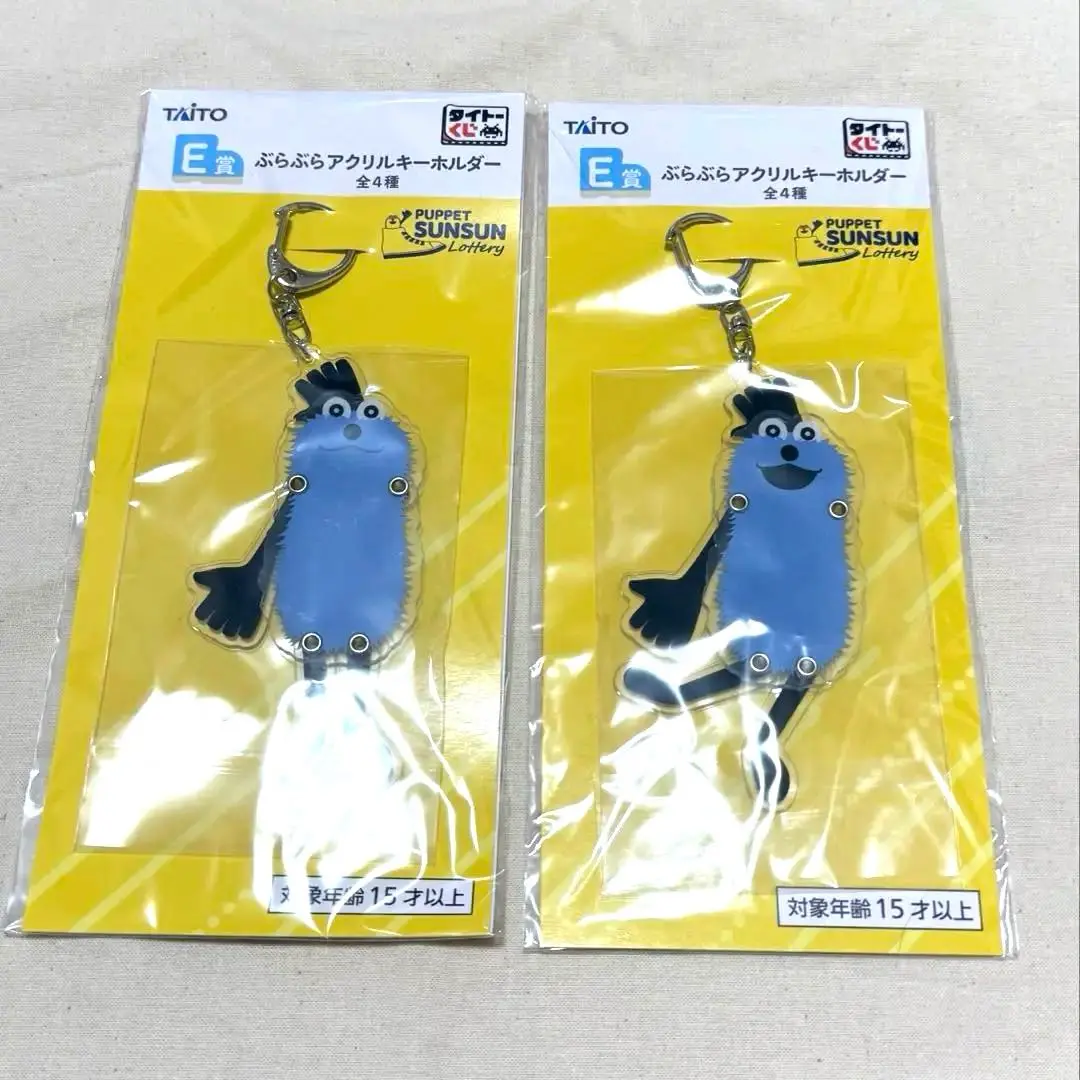 TAITO
タイトー
くじ
E賞
ぶらぶらアクリルキーホルダー
全4種
PUPPET
SUNSUN
Lottery
対象年齢15才以上
TAITO
タイトー
くじ
E賞
ぶらぶらアクリルキーホルダー
全4種
PUPPET
SUNSUN
Lottery
対象年齢15才以上